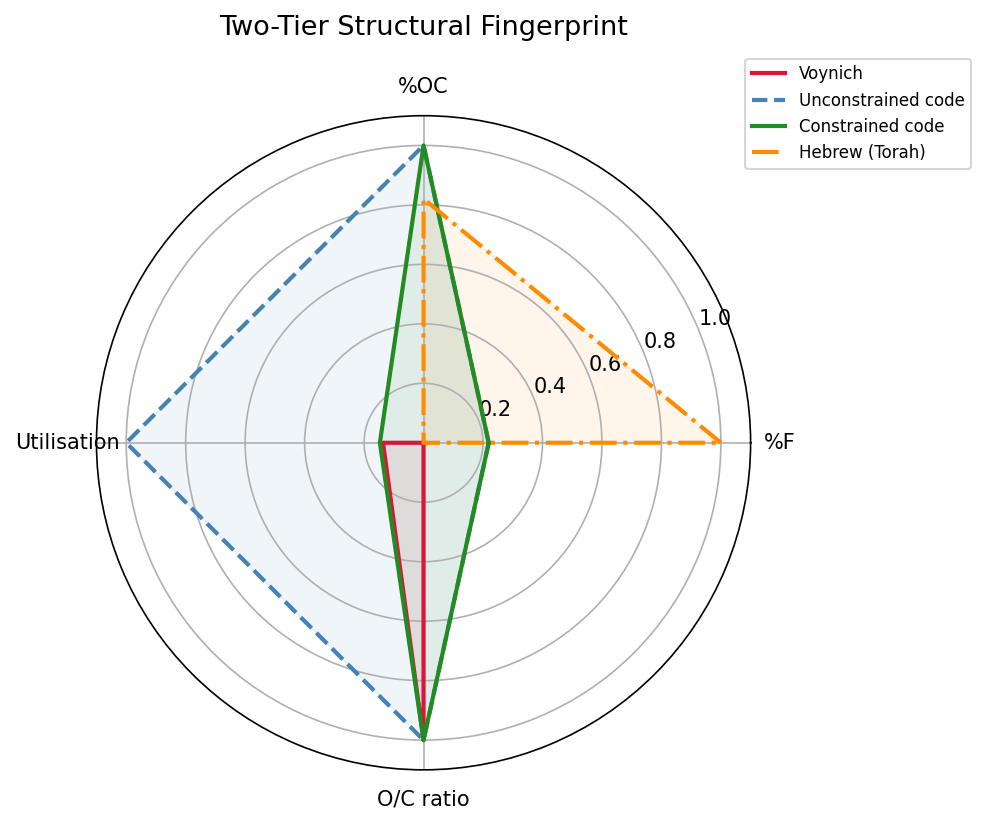 Two-Tier Structural Fingerprint
Voynich
Unconstrained code
Constrained code
Hebrew (Torah)
%OC
1.0
0.8
0.6
0.4
0.2
Utilisation
%F
O/C ratio